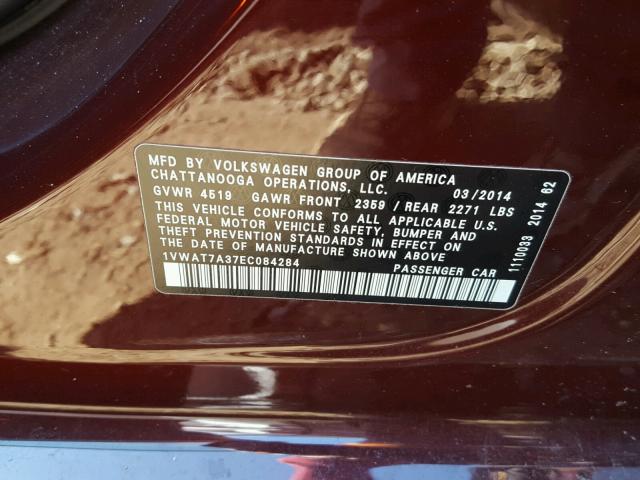 MFD BY VOLKSWAGEN GROUP OF AMERICA
CHATTANOOGA OPERATIONS, LLC. 03/2014
GVWR 4519 GAWR FRONT 2359 / REAR 2271 LBS
THIS VEHICLE CONFORMS TO ALL APPLICABLE U.S.
FEDERAL MOTOR VEHICLE SAFETY, BUMPER AND
THEFT PREVENTION STANDARDS IN EFFECT ON
THE DATE OF MANUFACTURE SHOWN ABOVE
1VWAT7A37EC084284 PASSENGER CAR
1110033 2014 62